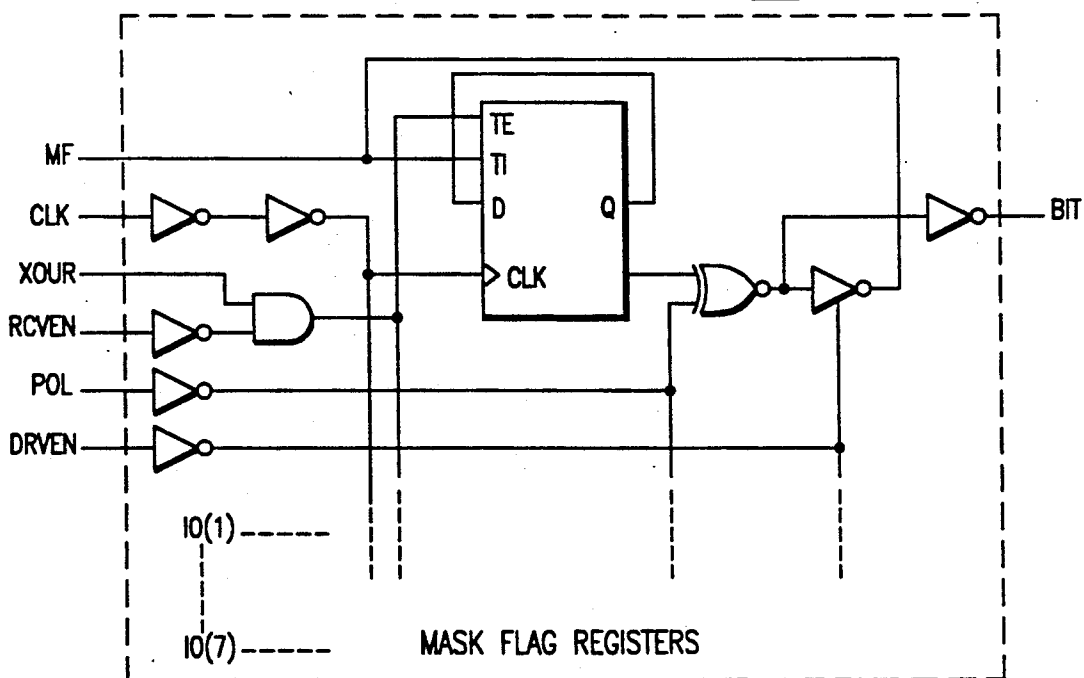 MF
CLK
XOUR
RCVEN
POL
DRVEN
TE
TI
D
Q
CLK
BIT
IO(1)
IO(7)
MASK FLAG REGISTERS